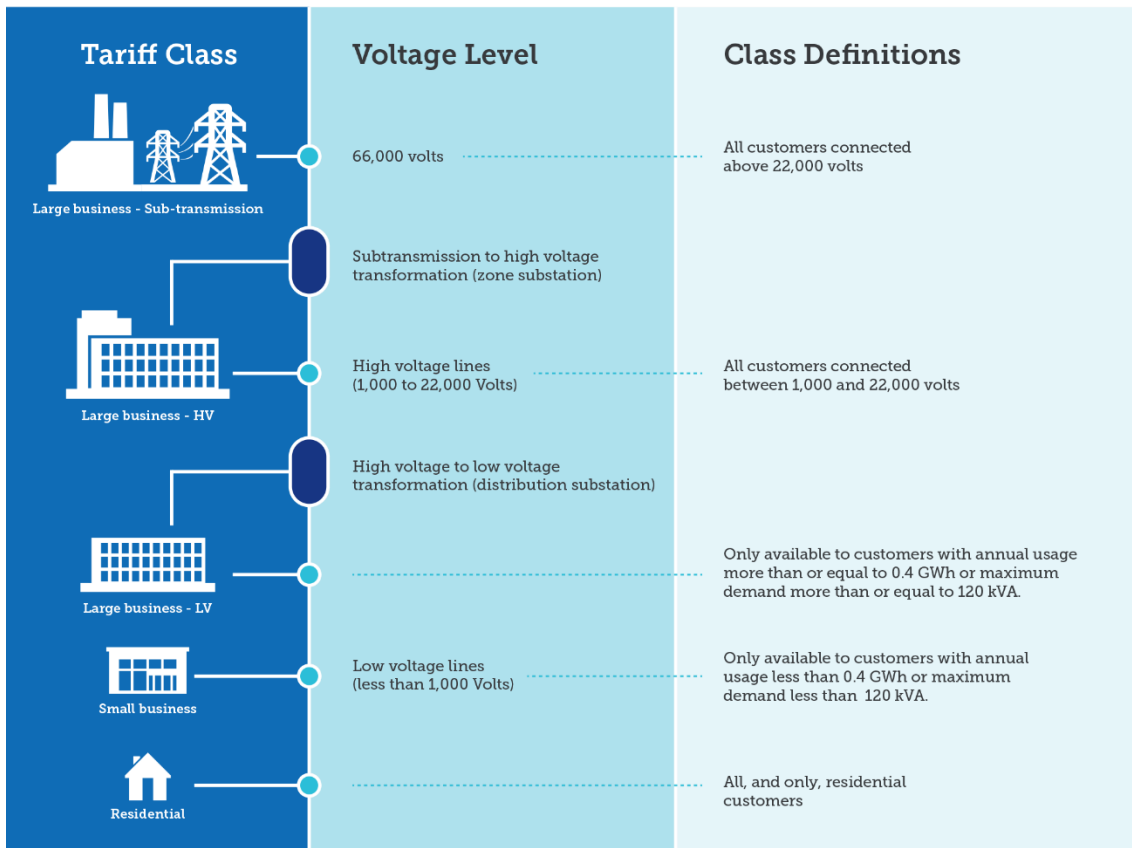 Tariff Class
Voltage Level
Class Definitions
Large business - Sub-transmission
66,000 volts
All customers connected
above 22,000 volts
Subtransmission to high voltage
transformation (zone substation)
Large business - HV
High voltage lines
(1,000 to 22,000 Volts)
All customers connected
between 1,000 and 22,000 volts
High voltage to low voltage
transformation (distribution substation)
Large business - LV
Only available to customers with annual usage
more than or equal to 0.4 GWh or maximum
demand more than or equal to 120 kVA.
Small business
Low voltage lines
(less than 1,000 Volts)
Only available to customers with annual
usage less than 0.4 GWh or maximum
demand less than 120 kVA.
Residential
All, and only, residential
customers